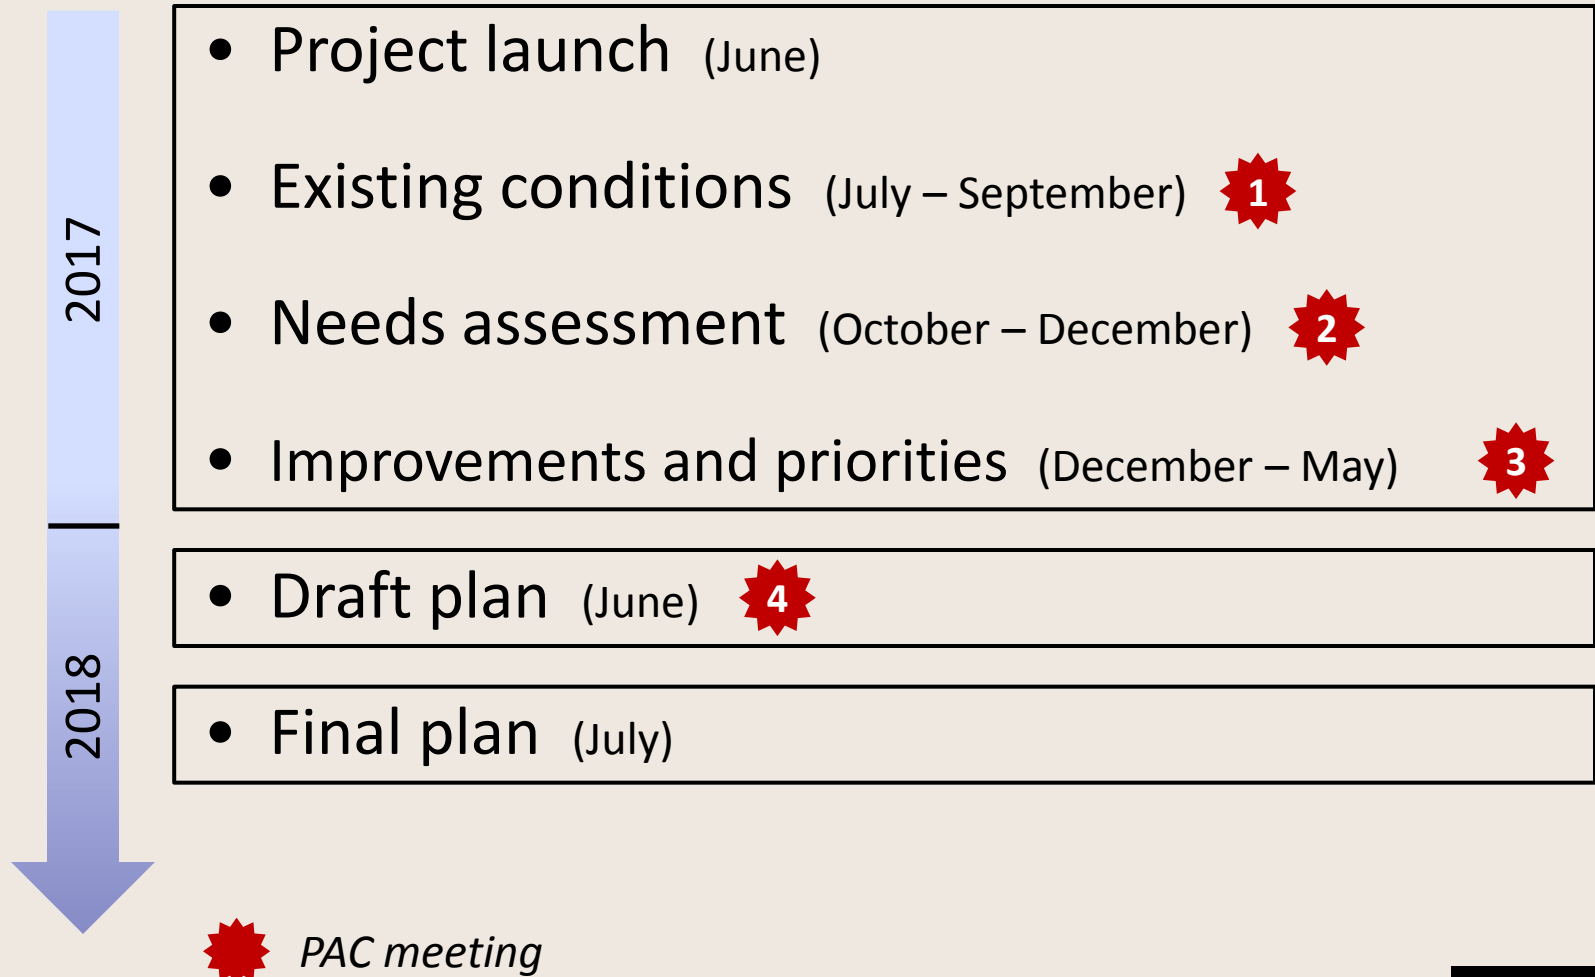 2017
• Project launch (June)
• Existing conditions (July – September) 1
• Needs assessment (October – December) 2
• Improvements and priorities (December – May) 3
2018
• Draft plan (June) 4
• Final plan (July)
PAC meeting